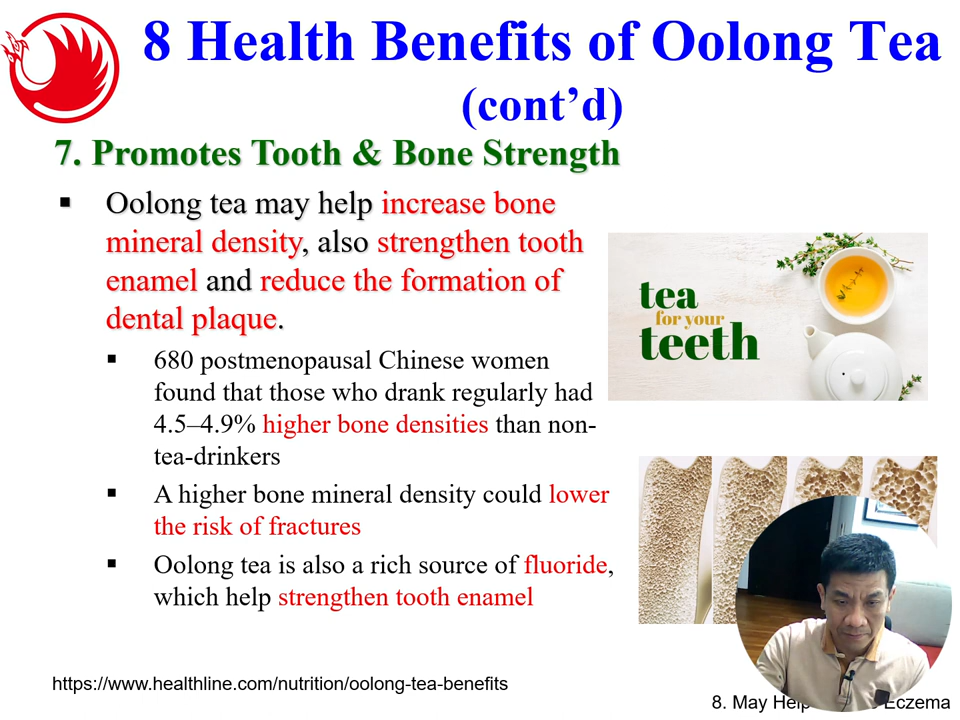 8 Health Benefits of Oolong Tea
(cont’d)
7. Promotes Tooth & Bone Strength
▪ Oolong tea may help increase bone
mineral density, also strengthen tooth
enamel and reduce the formation of
dental plaque.
▪ 680 postmenopausal Chinese women
found that those who drank regularly had
4.5–4.9% higher bone densities than non-
tea-drinkers
▪ A higher bone mineral density could lower
the risk of fractures
▪ Oolong tea is also a rich source of fluoride,
which help strengthen tooth enamel
tea
for your
teeth
https://www.healthline.com/nutrition/oolong-tea-benefits
8. May Help Eczema